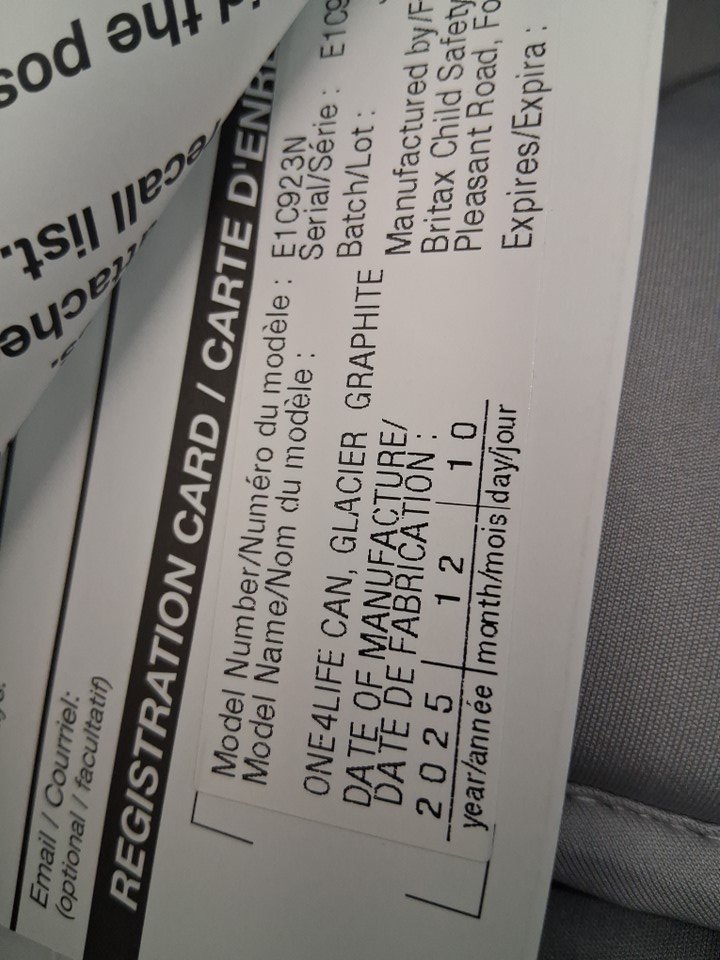 the pos
recall list.
Email / Courriel:
(optional / facultatif)
REGISTRATION CARD / CARTE D'ENR
Model Number/Numéro du modèle : E1C923N
Model Name/Nom du modèle :
Serial/Série : E1C9
ONE4LIFE CAN, GLACIER GRAPHITE
Batch/Lot :
DATE OF MANUFACTURE/
DATE DE FABRICATION :
2025 12 10
year/année month/mois day/jour
Manufactured by/F
Britax Child Safety
Pleasant Road, Fo
Expires/Expira :